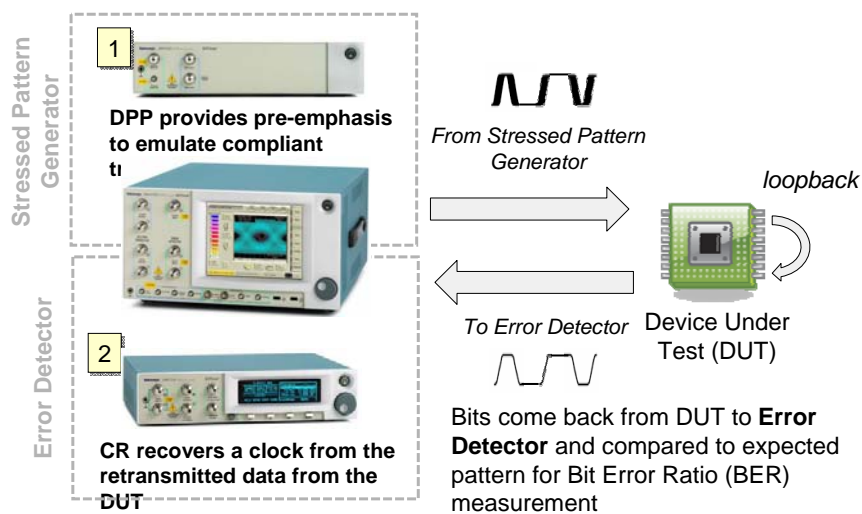 Stressed Pattern
Generator
1
DPP provides pre-emphasis
to emulate compliant
Error Detector
2
CR recovers a clock from the
retransmitted data from the
DUT
From Stressed Pattern
Generator
loopback
To Error Detector
Device Under
Test (DUT)
Bits come back from DUT to Error
Detector and compared to expected
pattern for Bit Error Ratio (BER)
measurement